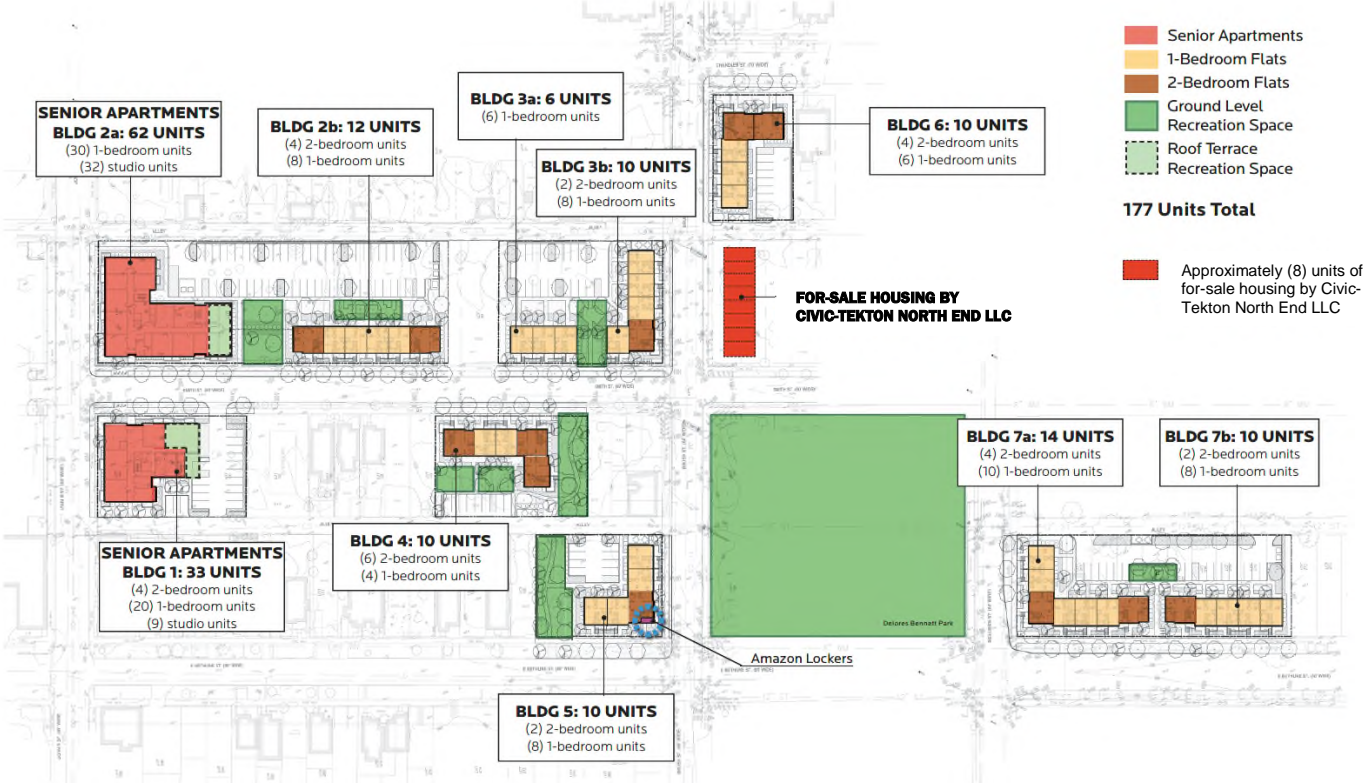 Senior Apartments
1-Bedroom Flats
2-Bedroom Flats
Ground Level
Recreation Space
Roof Terrace
Recreation Space
177 Units Total
Approximately (8) units of
for-sale housing by Civic-
Tekton North End LLC
SENIOR APARTMENTS
BLDG 2a: 62 UNITS
(30) 1-bedroom units
(32) studio units
BLDG 2b: 12 UNITS
(4) 2-bedroom units
(8) 1-bedroom units
BLDG 3a: 6 UNITS
(6) 1-bedroom units
BLDG 3b: 10 UNITS
(2) 2-bedroom units
(8) 1-bedroom units
BLDG 6: 10 UNITS
(4) 2-bedroom units
(6) 1-bedroom units
FOR-SALE HOUSING BY
CIVIC-TEKTON NORTH END LLC
SENIOR APARTMENTS
BLDG 1: 33 UNITS
(4) 2-bedroom units
(20) 1-bedroom units
(9) studio units
BLDG 4: 10 UNITS
(6) 2-bedroom units
(4) 1-bedroom units
BLDG 7a: 14 UNITS
(4) 2-bedroom units
(10) 1-bedroom units
BLDG 7b: 10 UNITS
(2) 2-bedroom units
(8) 1-bedroom units
Delores Bennett Park
Amazon Lockers
BLDG 5: 10 UNITS
(2) 2-bedroom units
(8) 1-bedroom units
ALLEY
ALLEY